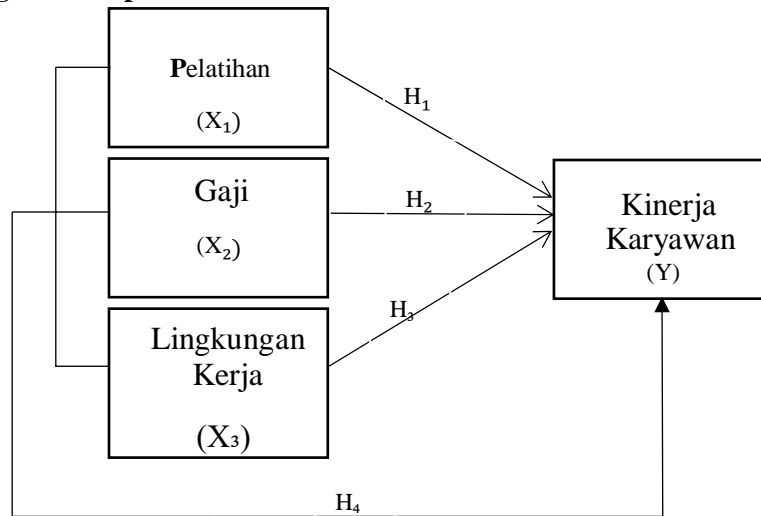 Pelatihan
(X₁)
H₁
Gaji
(X₂)
H₂
Kinerja
Karyawan
(Y)
Lingkungan
Kerja
(X₃)
H₃
H₄